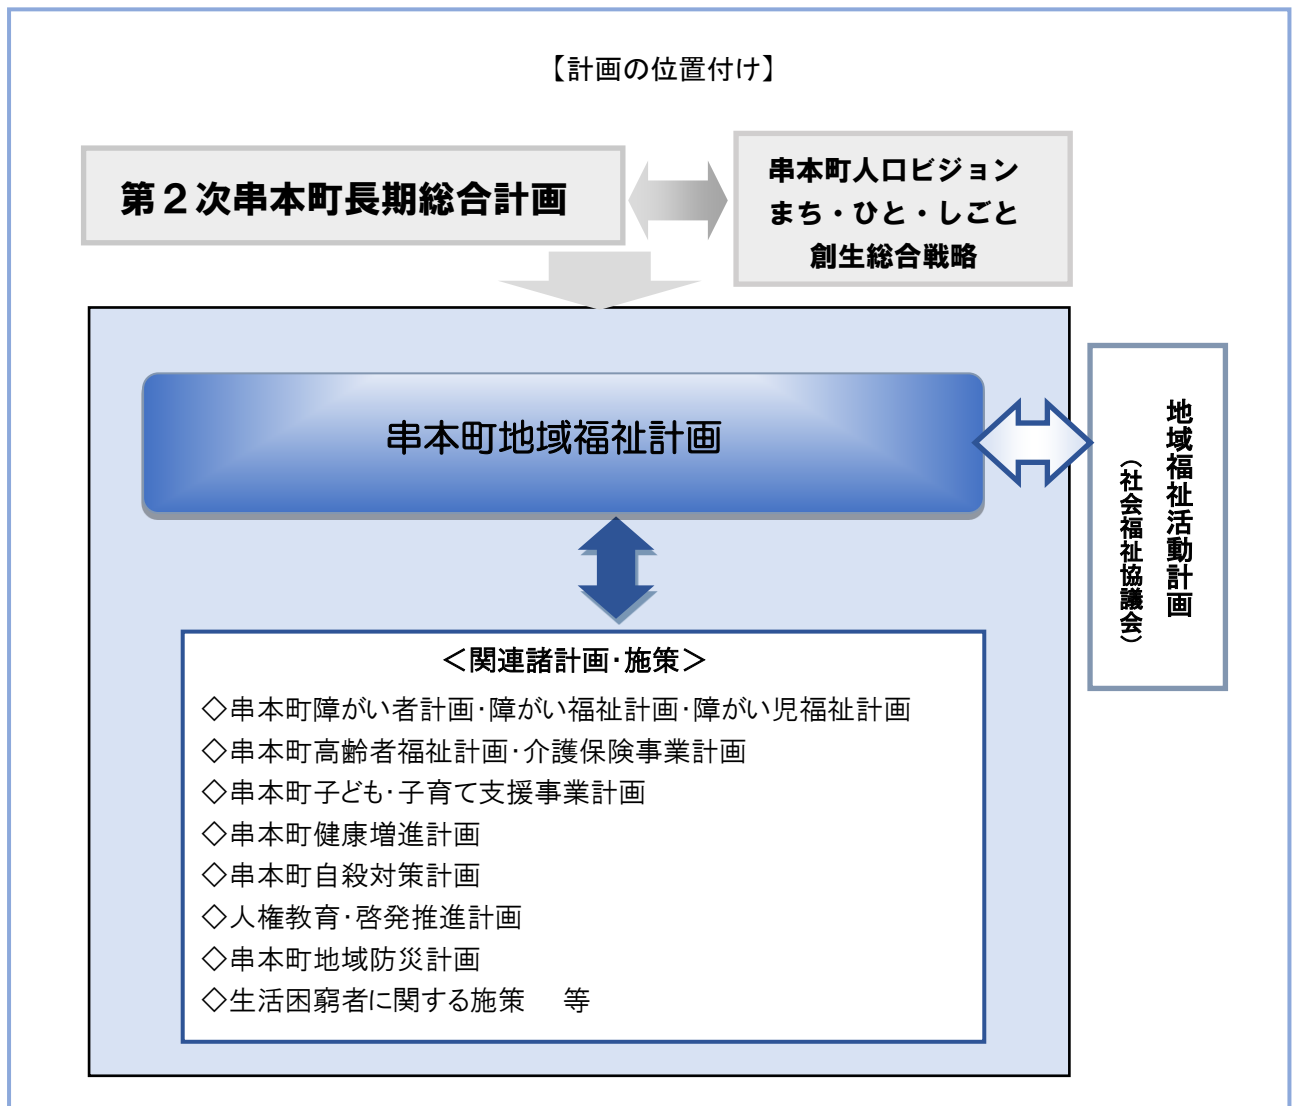 【計画の位置付け】
第２次串本町長期総合計画
串本町人口ビジョン
まち・ひと・しごと
創生総合戦略
串本町地域福祉計画
地域福祉活動計画
（社会福祉協議会）
＜関連諸計画・施策＞
◇串本町障がい者計画・障がい福祉計画・障がい児福祉計画
◇串本町高齢者福祉計画・介護保険事業計画
◇串本町子ども・子育て支援事業計画
◇串本町健康増進計画
◇串本町自殺対策計画
◇人権教育・啓発推進計画
◇串本町地域防災計画
◇生活困窮者に関する施策　等